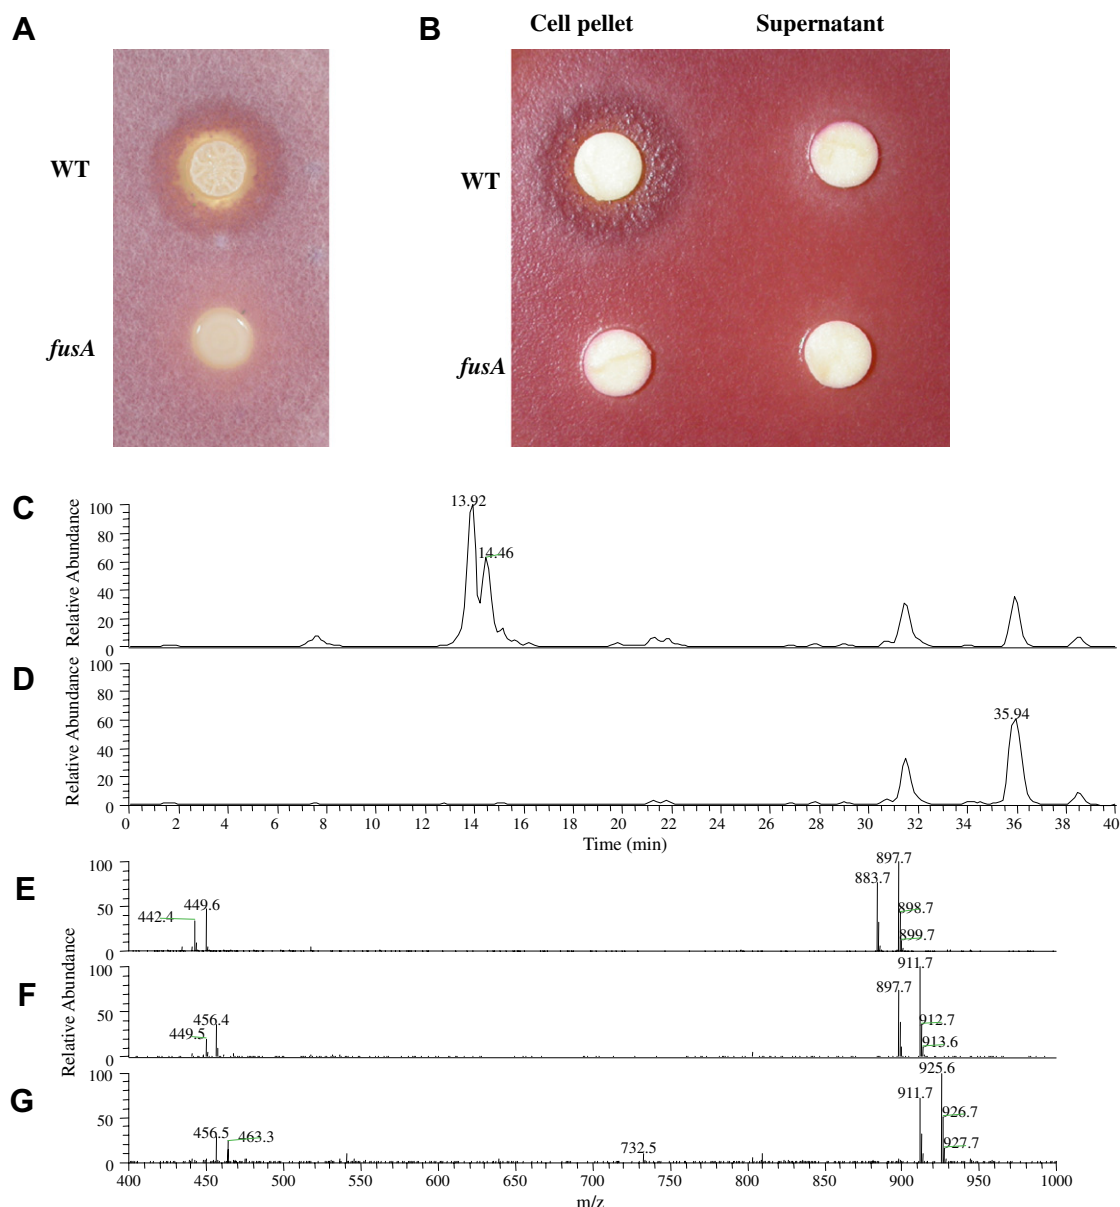 A
B
Cell pellet
Supernatant
WT
fusA
WT
fusA
C
Relative Abundance
100
80
60
40
20
0
13.92
14.46
D
Relative Abundance
100
80
60
40
20
0
35.94
0 2 4 6 8 10 12 14 16 18 20 22 24 26 28 30 32 34 36 38 40
Time (min)
E
Relative Abundance
100
50
0
442.4
449.6
883.7
897.7
898.7
899.7
F
100
50
0
449.5
456.4
897.7
911.7
912.7
913.6
G
100
50
0
456.5
463.3
732.5
911.7
925.6
926.7
927.7
400 450 500 550 600 650 700 750 800 850 900 950 1000
m/z